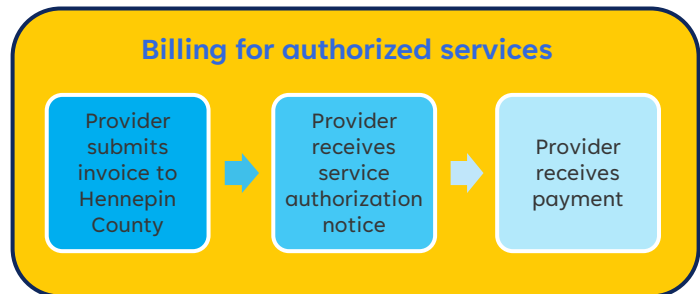 Billing for authorized services
Provider
submits
invoice to
Hennepin
County
Provider
receives
service
authorization
notice
Provider
receives
payment